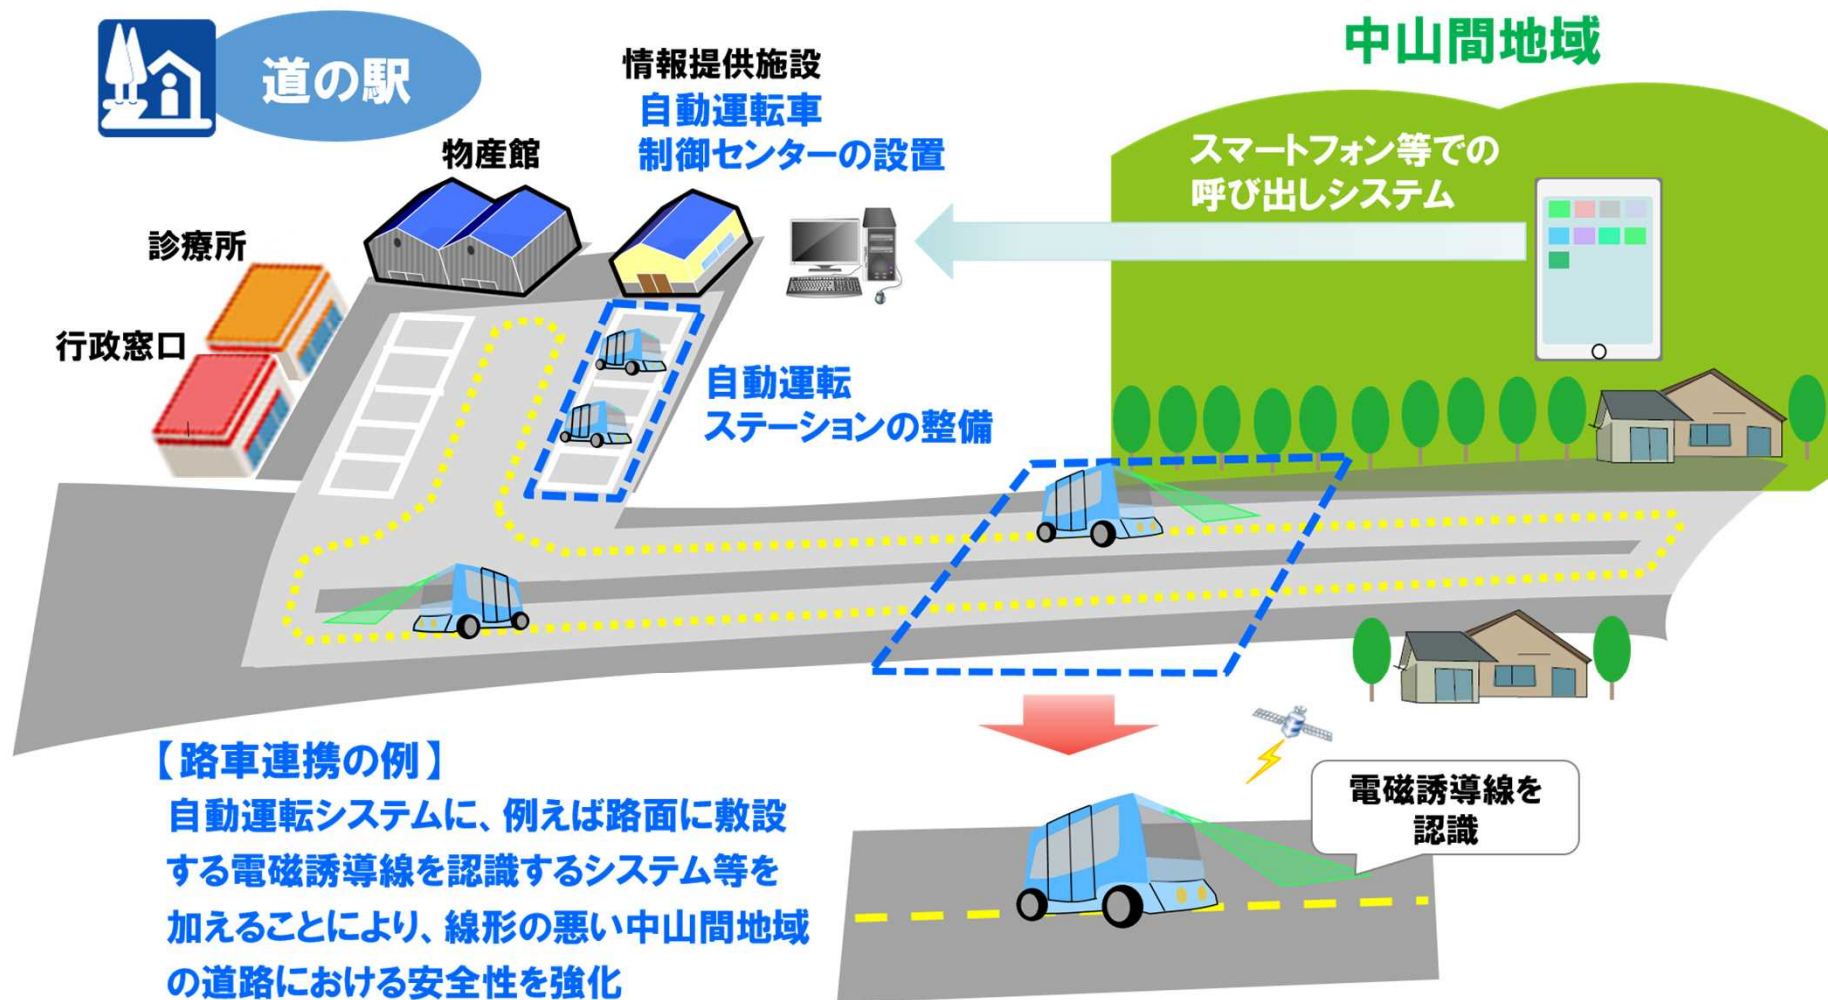 道の駅
情報提供施設
自動運転車
制御センターの設置
物産館
診療所
行政窓口
中山間地域
スマートフォン等での
呼び出しシステム
自動運転
ステーションの整備
【路車連携の例】
自動運転システムに、例えば路面に敷設
する電磁誘導線を認識するシステム等を
加えることにより、線形の悪い中山間地域
の道路における安全性を強化
電磁誘導線を
認識